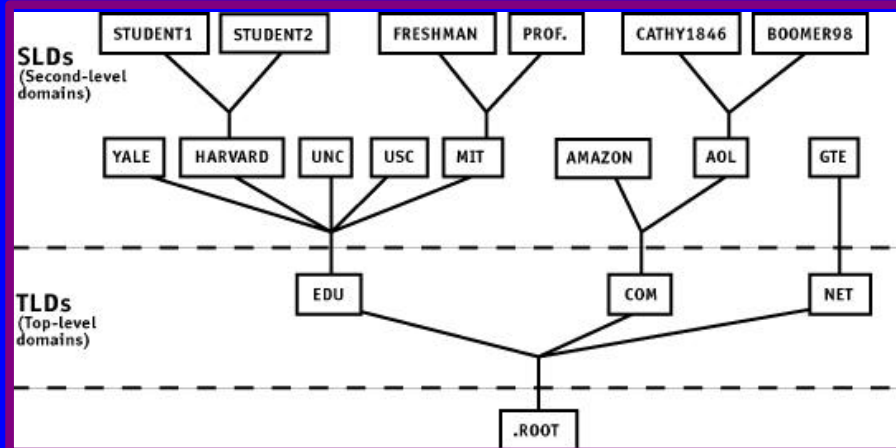 STUDENT1 STUDENT2 FRESHMAN PROF. CATHY1846 BOOMER98
SLDs
(Second-level
domains)
YALE HARVARD UNC USC MIT AMAZON AOL GTE
EDU COM NET
TLDs
(Top-level
domains)
.ROOT